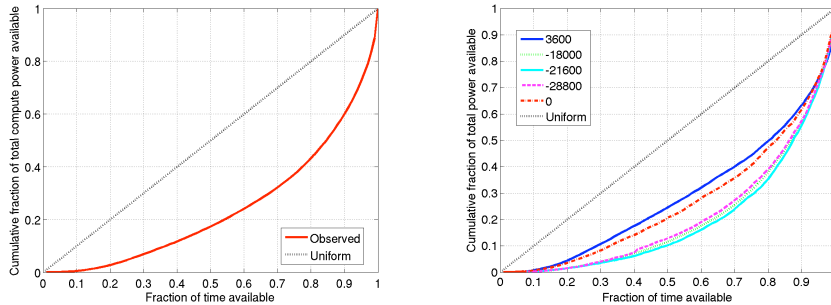 Cumulative fraction of total compute power available
1
0.8
0.6
0.4
0.2
0
0 0.1 0.2 0.3 0.4 0.5 0.6 0.7 0.8 0.9 1
Fraction of time available
Observed
Uniform
Cumulative fraction of total power available
1
0.9
0.8
0.7
0.6
0.5
0.4
0.3
0.2
0.1
0
0.1 0.2 0.3 0.4 0.5 0.6 0.7 0.8 0.9
Fraction of time available
3600
-18000
-21600
-28800
0
Uniform